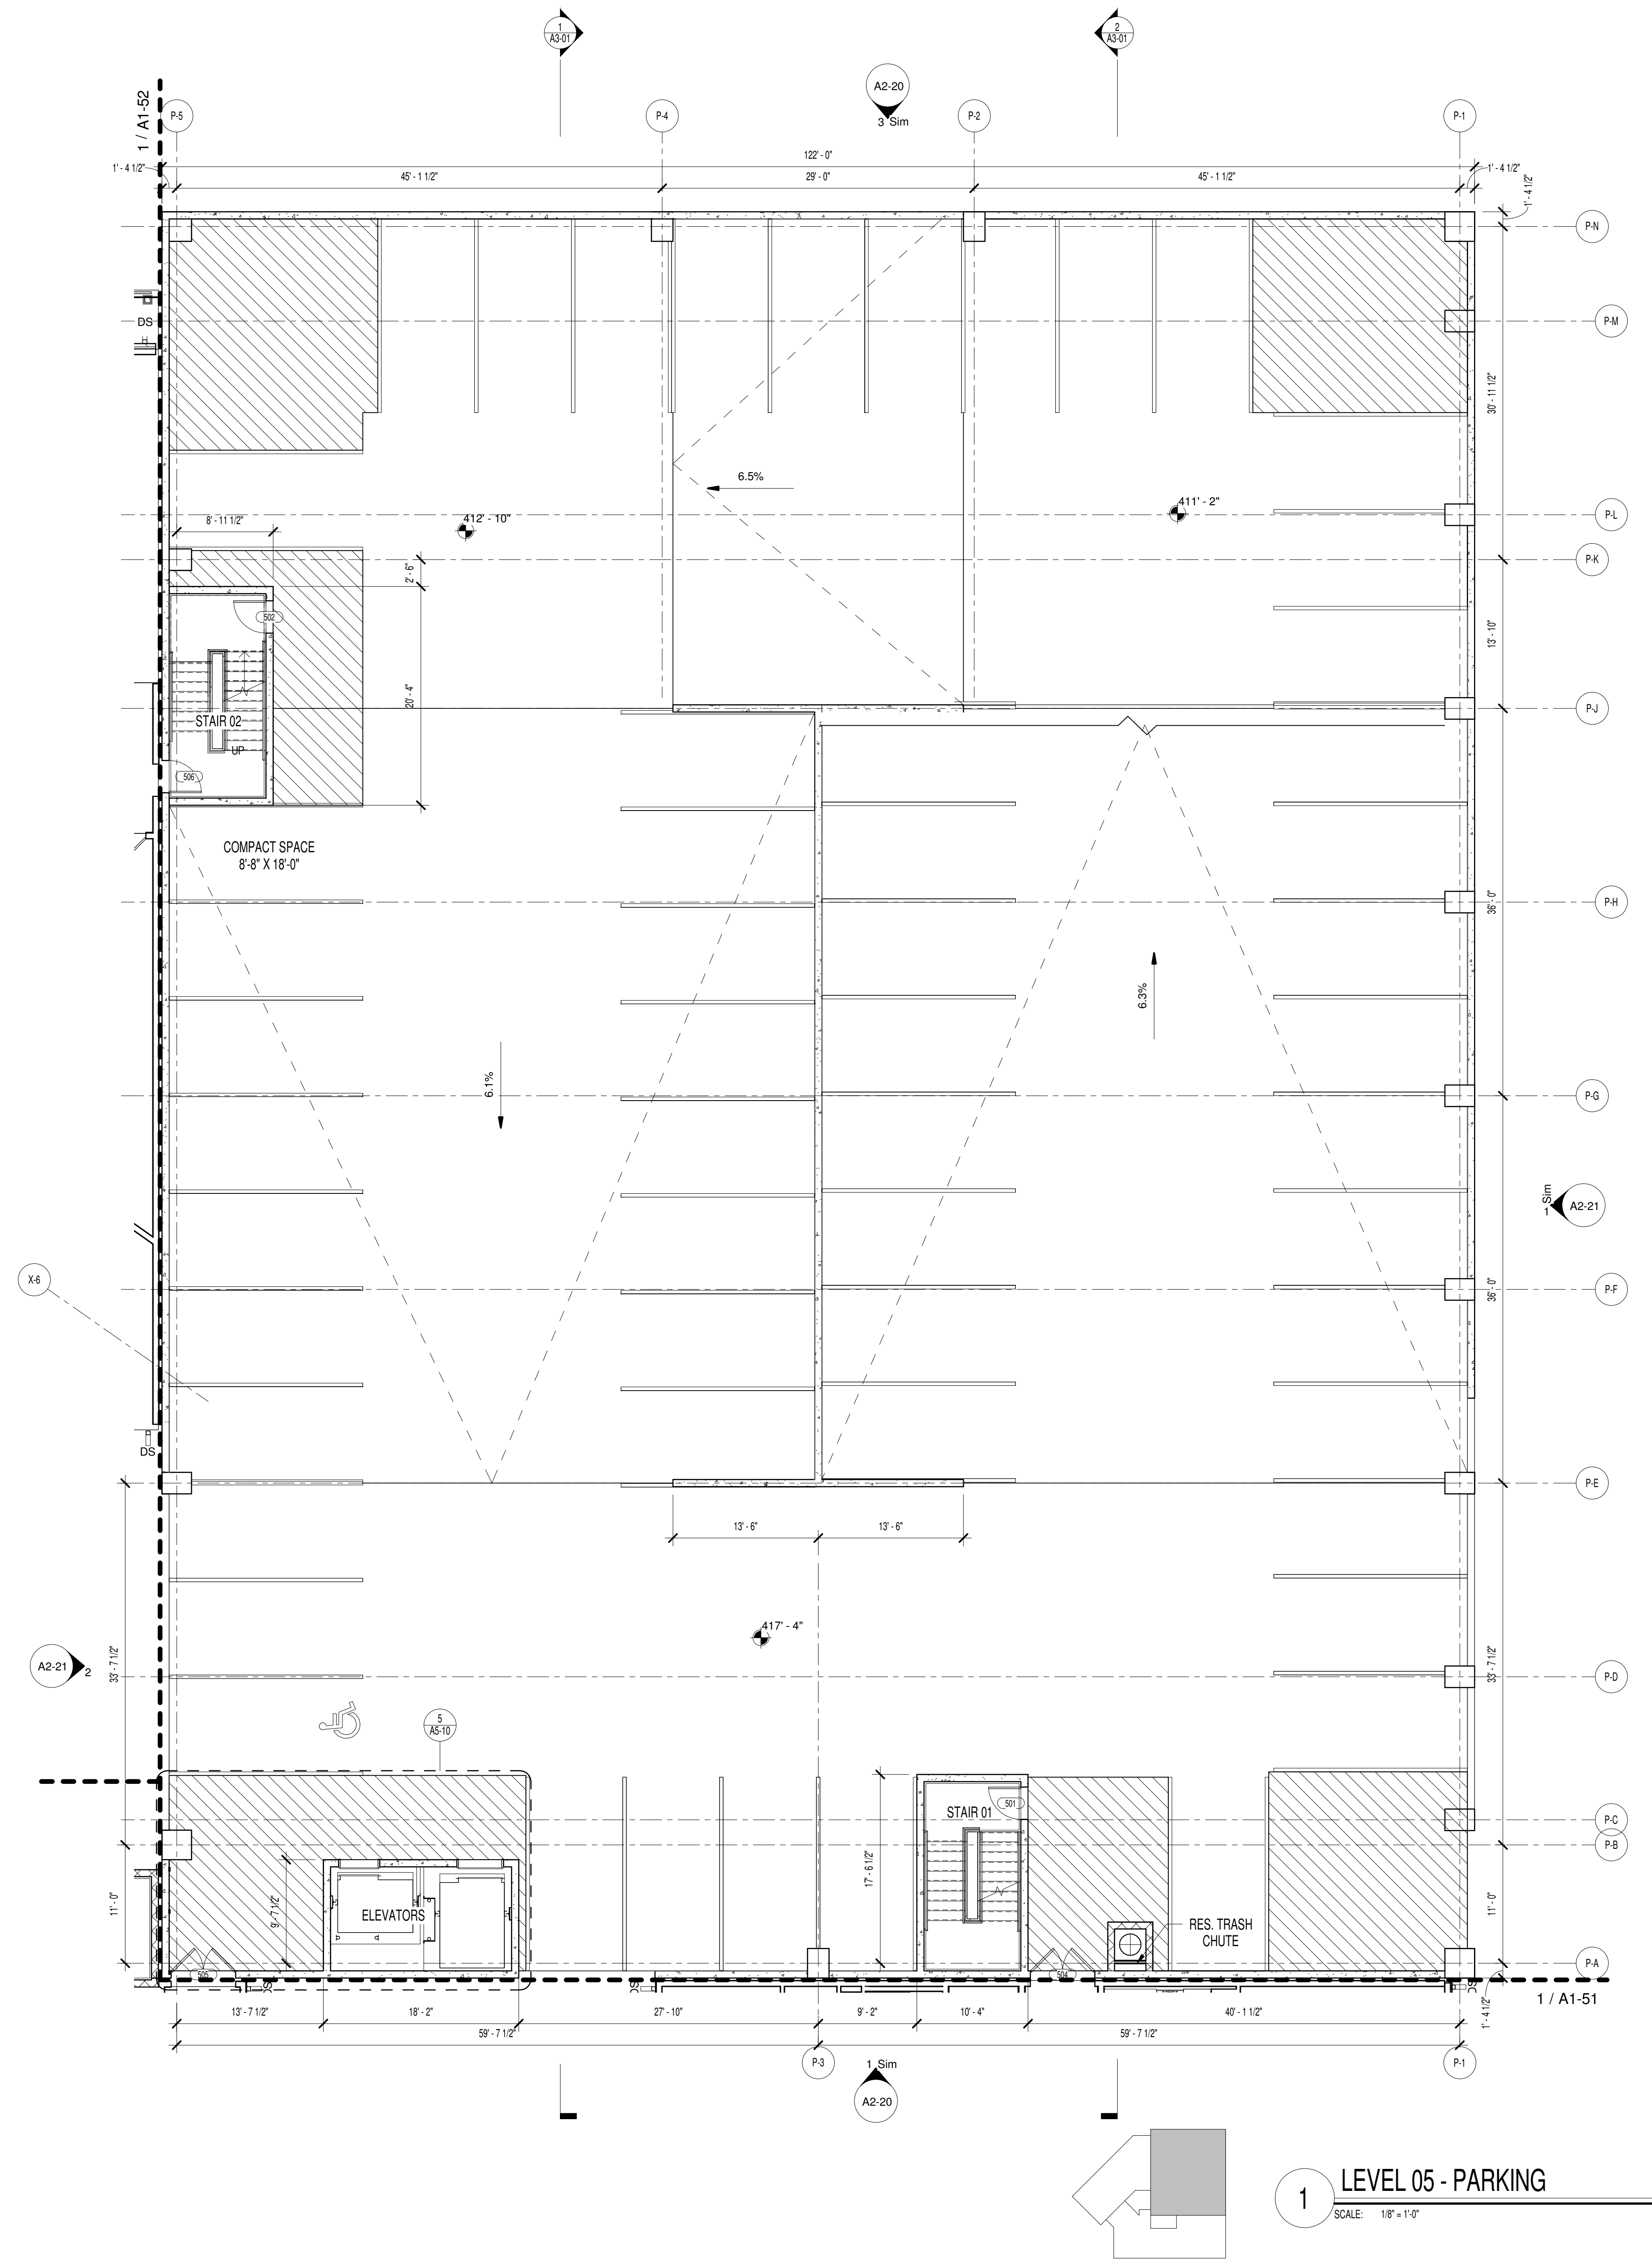 1
A3-01
2
A3-01
A2-20
3 Sim
1 / A1-52
P-5
P-4
P-2
P-1
122' - 0"
1' - 4 1/2"
45' - 1 1/2"
29' - 0"
45' - 1 1/2"
1' - 4 1/2"
1' - 4 1/2"
P-N
DS
P-M
30' - 11 1/2"
6.5%
411' - 2"
412' - 10"
8' - 11 1/2"
P-L
P-K
2' - 6"
502
13' - 10"
20' - 4"
STAIR 02
UP
506
P-J
COMPACT SPACE
8'-8" X 18'-0"
36' - 0"
P-H
6.3%
6.1%
P-G
1 Sim
A2-21
X-6
36' - 0"
P-F
DS
P-E
13' - 6"
13' - 6"
417' - 4"
A2-21
2
33' - 7 1/2"
33' - 7 1/2"
P-D
5
A5-10
501
STAIR 01
P-C
P-B
17' - 6 1/2"
11' - 0"
9' - 7 1/2"
ELEVATORS
RES. TRASH
CHUTE
11' - 0"
P-A
505
504
1 / A1-51
13' - 7 1/2"
18' - 2"
27' - 10"
9' - 2"
10' - 4"
40' - 1 1/2"
1' - 4 1/2"
59' - 7 1/2"
59' - 7 1/2"
P-3
1 Sim
P-1
A2-20
1
LEVEL 05 - PARKING
SCALE: 1/8" = 1'-0"